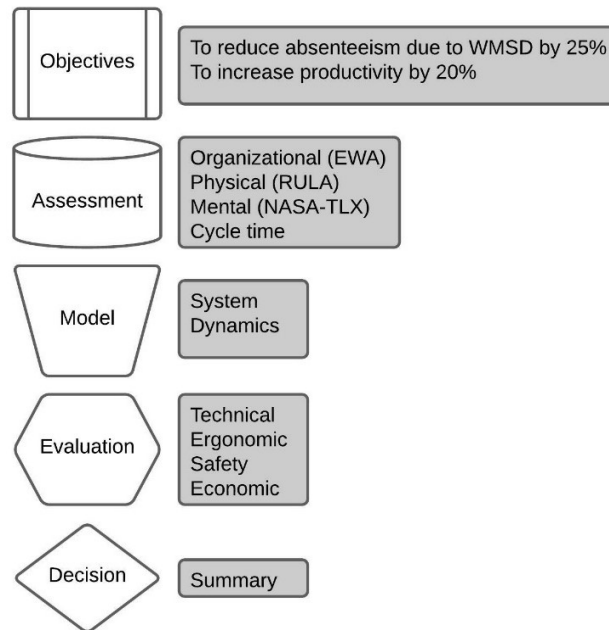 Objectives
To reduce absenteeism due to WMSD by 25%
To increase productivity by 20%
Assessment
Organizational (EWA)
Physical (RULA)
Mental (NASA-TLX)
Cycle time
Model
System
Dynamics
Evaluation
Technical
Ergonomic
Safety
Economic
Decision
Summary